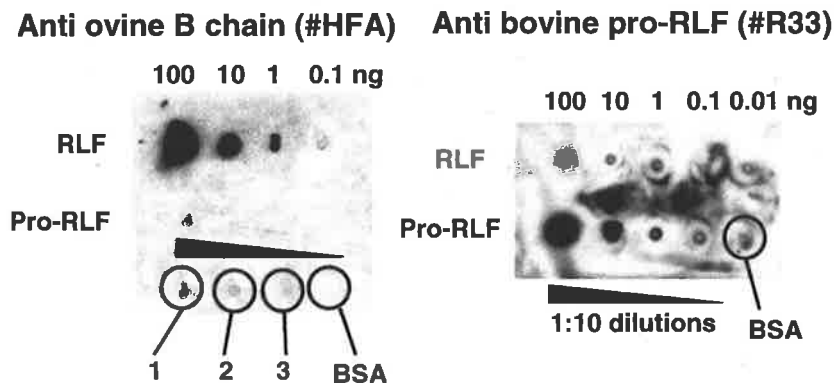 Anti ovine B chain (#HFA)
100 10 1 0.1 ng
RLF
Pro-RLF
1 2 3 BSA
Anti bovine pro-RLF (#R33)
100 10 1 0.1 0.01 ng
RLF
Pro-RLF
1:10 dilutions
BSA